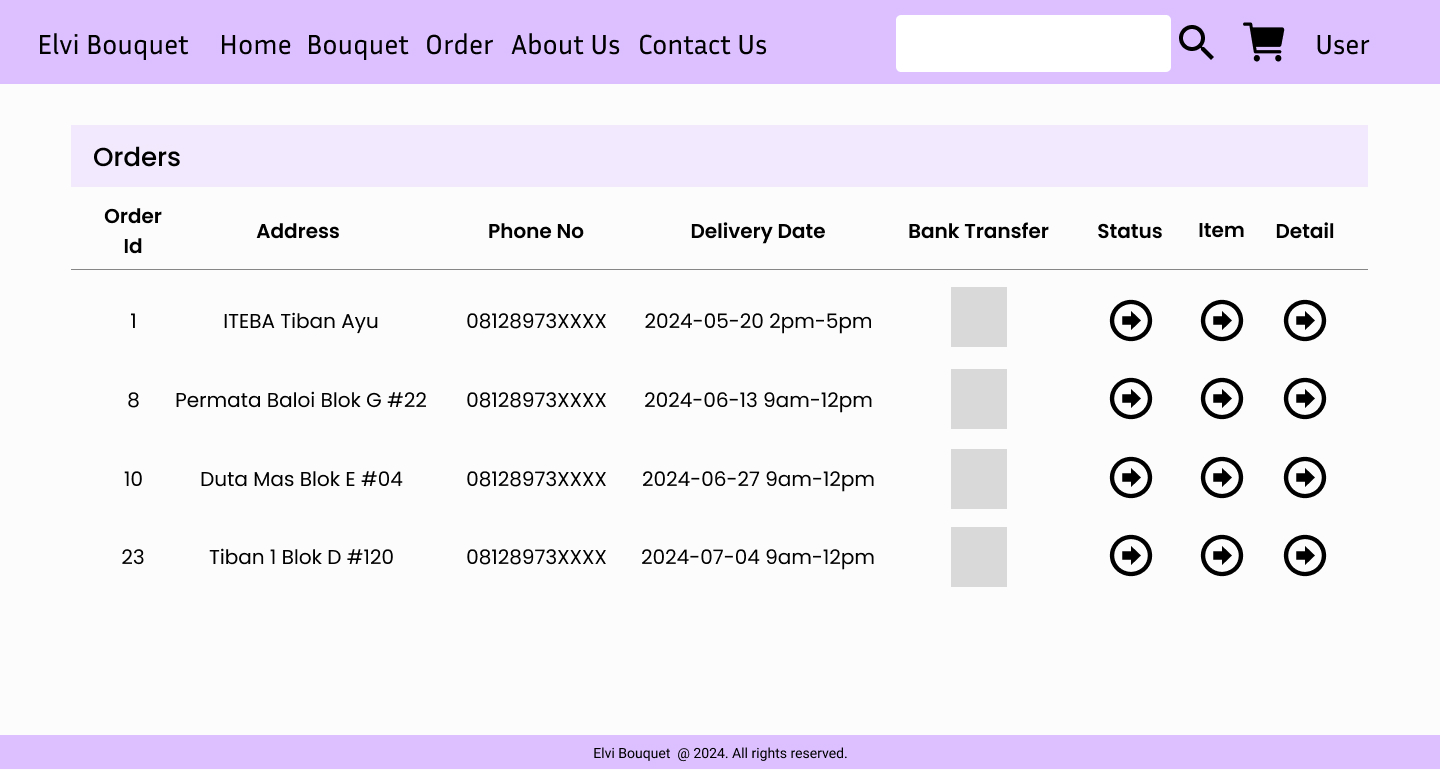 Elvi Bouquet Home Bouquet Order About Us Contact Us User
Orders
Order Id Address Phone No Delivery Date Bank Transfer Status Item Detail
1 ITEBA Tiban Ayu 08128973XXXX 2024-05-20 2pm-5pm
8 Permata Baloi Blok G #22 08128973XXXX 2024-06-13 9am-12pm
10 Duta Mas Blok E #04 08128973XXXX 2024-06-27 9am-12pm
23 Tiban 1 Blok D #120 08128973XXXX 2024-07-04 9am-12pm
Elvi Bouquet @ 2024. All rights reserved.